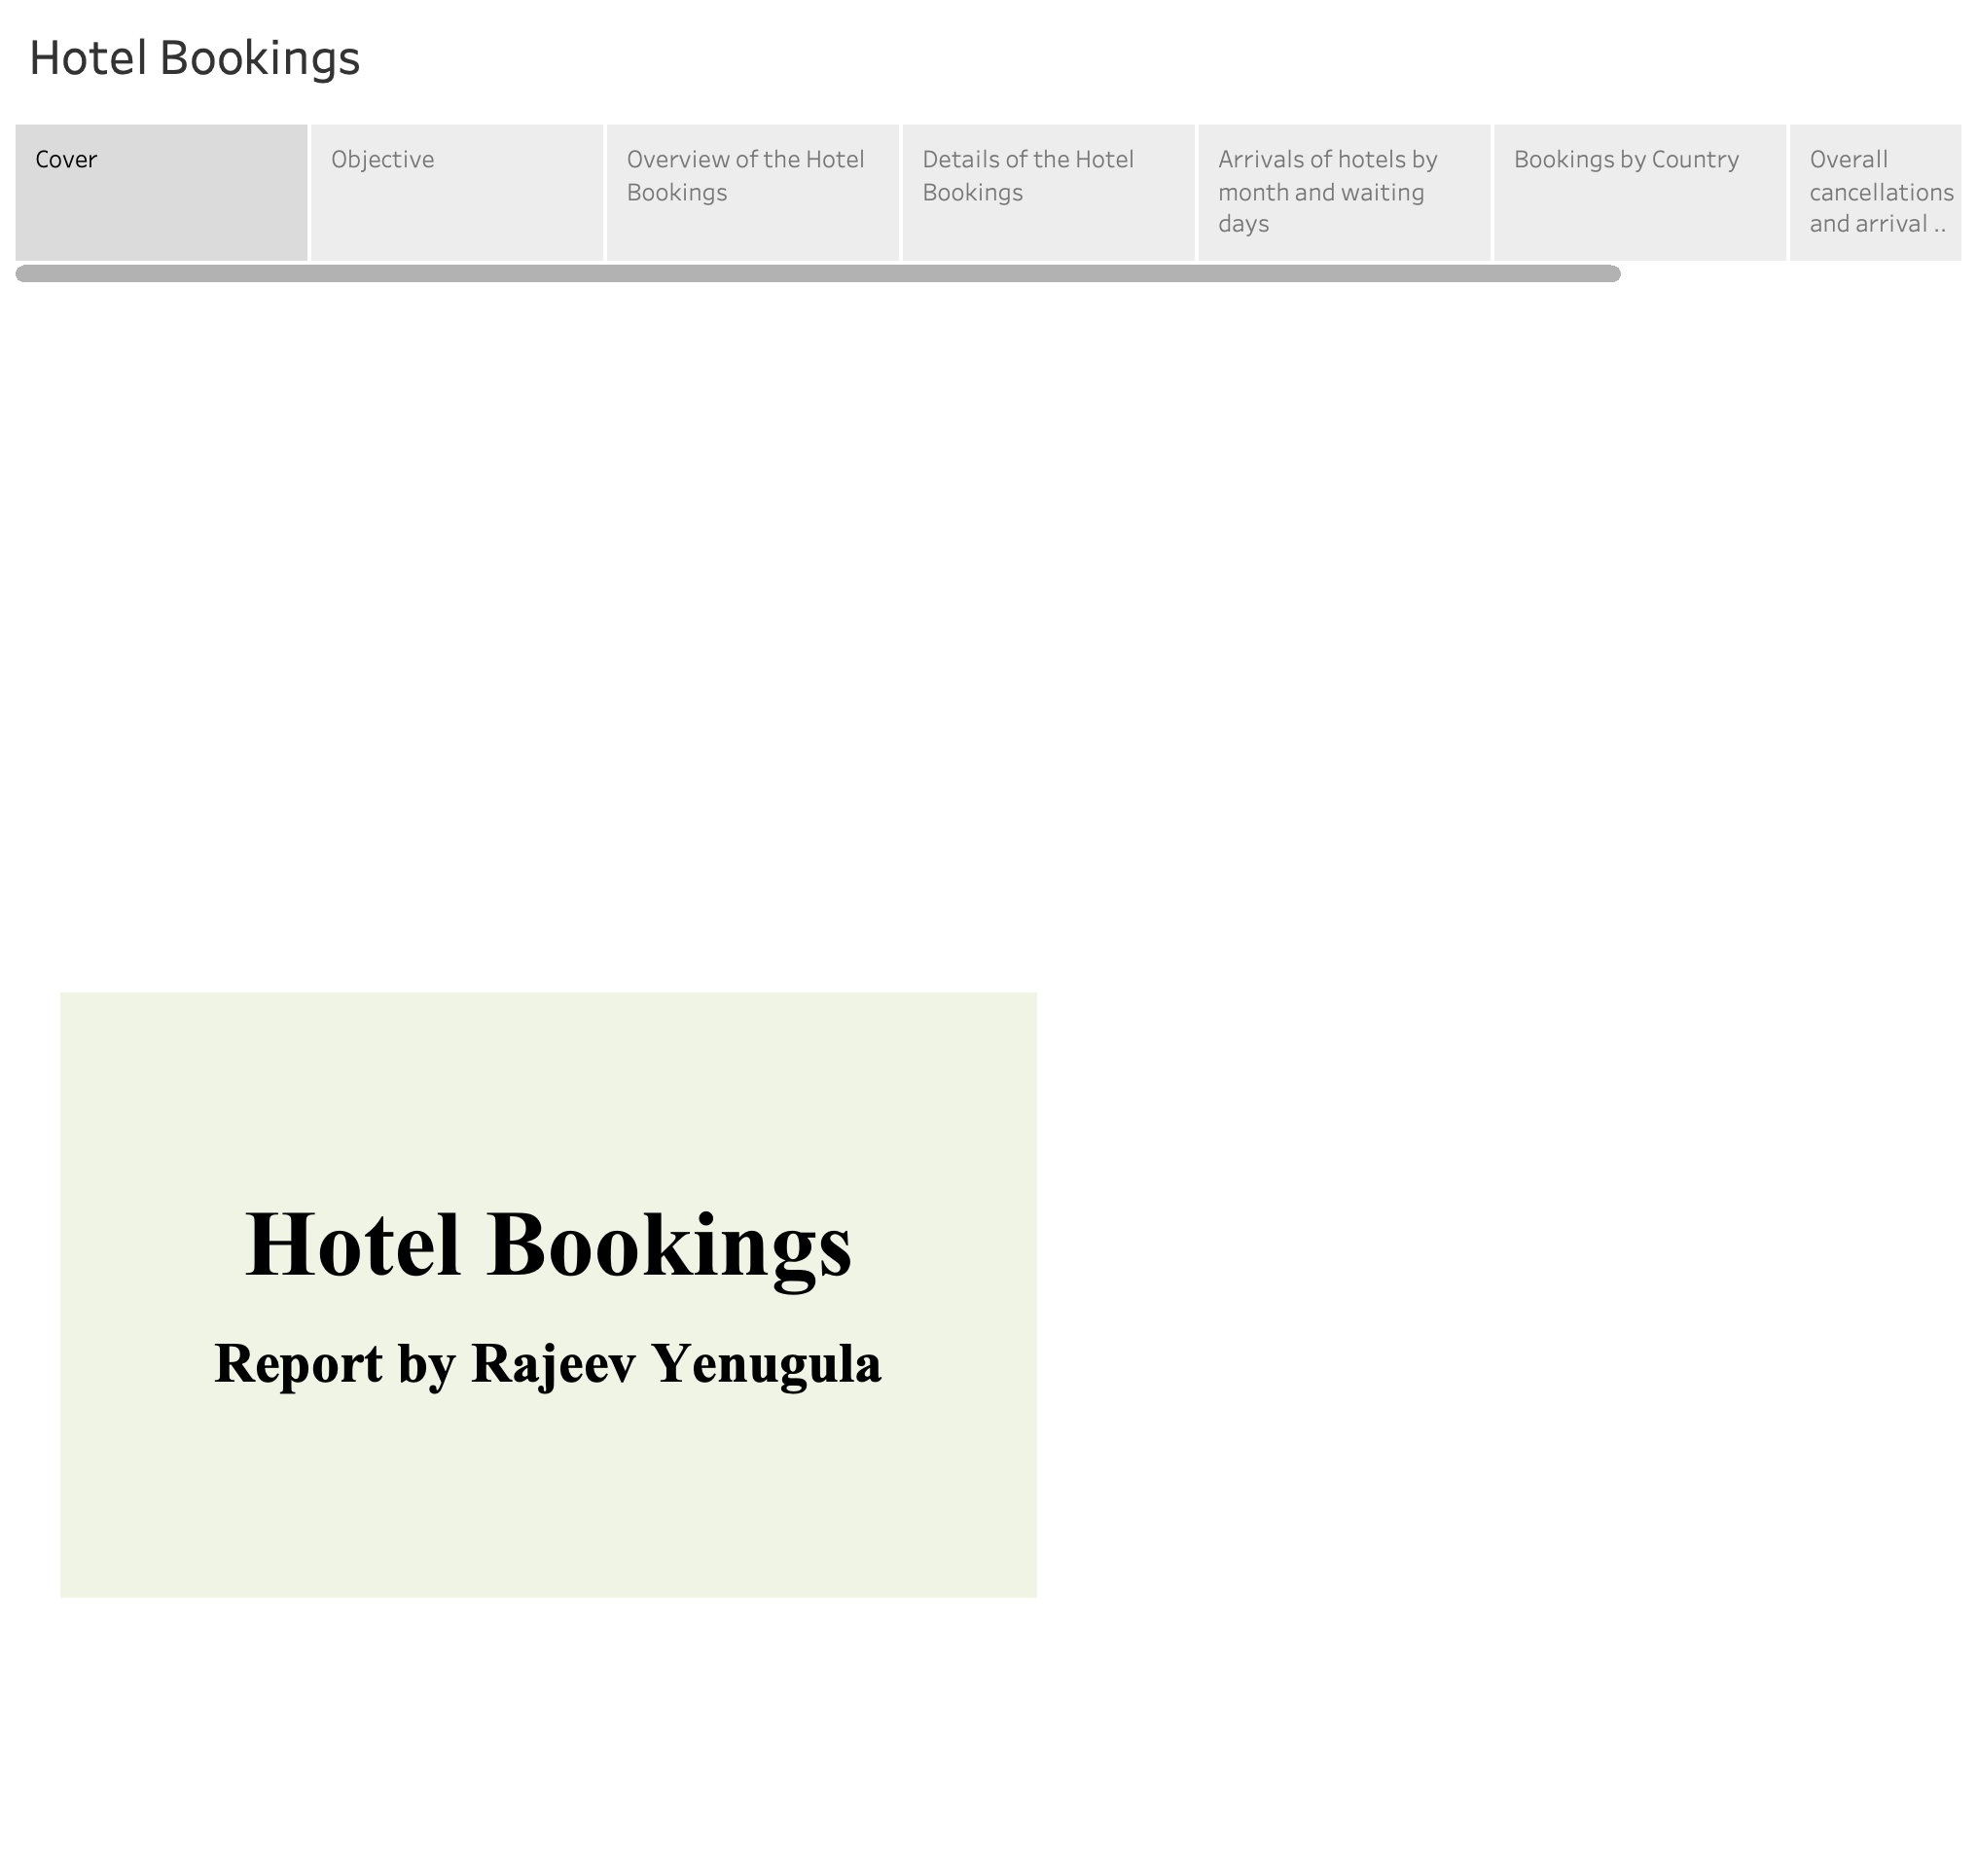 Hotel Bookings
Cover
Objective
Overview of the Hotel
Bookings
Details of the Hotel
Bookings
Arrivals of hotels by
month and waiting
days
Bookings by Country
Overall
cancellations
and arrival ..
Hotel Bookings
Report by Rajeev Yenugula